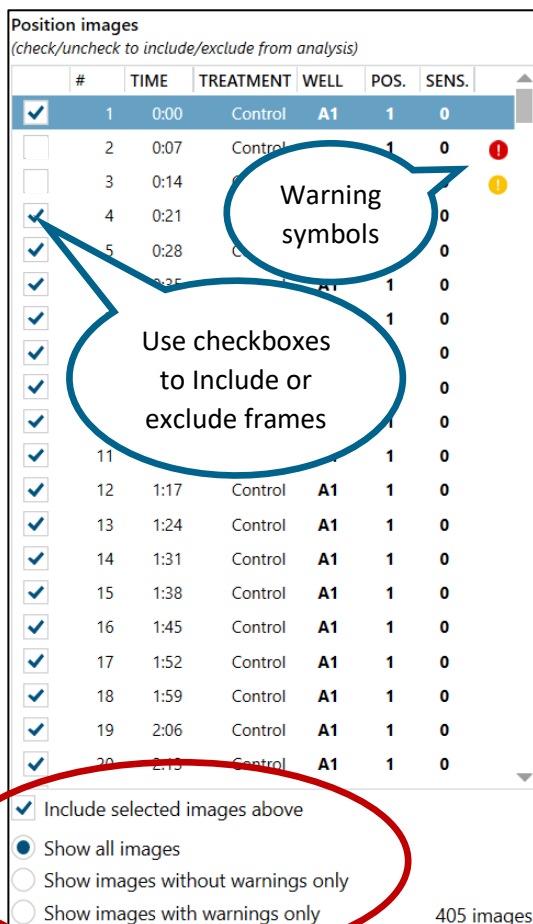 Position images
(check/uncheck to include/exclude from analysis)
# TIME TREATMENT WELL POS. SENS.
1 0:00 Control A1 1 0
2 0:07 Control 1 0 !
3 0:14 !
Warning
symbols
4 0:21 0
5 0:28 0
0:35 A1 1 0
1 0
Use checkboxes
to Include or
exclude frames
0
0
0
11 1 0
12 1:17 Control A1 1 0
13 1:24 Control A1 1 0
14 1:31 Control A1 1 0
15 1:38 Control A1 1 0
16 1:45 Control A1 1 0
17 1:52 Control A1 1 0
18 1:59 Control A1 1 0
19 2:06 Control A1 1 0
20 2:13 Control A1 1 0
Include selected images above
Show all images
Show images without warnings only
Show images with warnings only 405 images